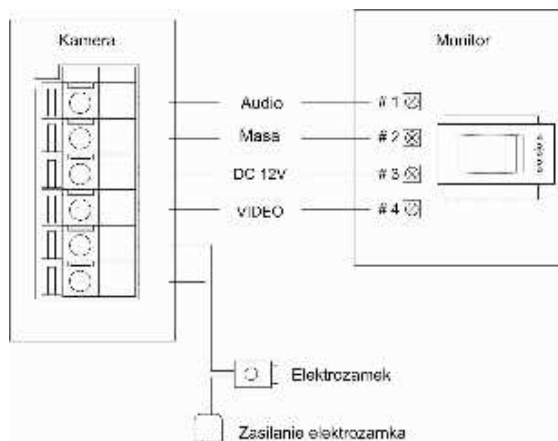 Kamera
Monitor
Audio
# 1
Masa
# 2
DC 12V
# 3
VIDEO
# 4
Elektrozamek
Zasilanie elektrozamka